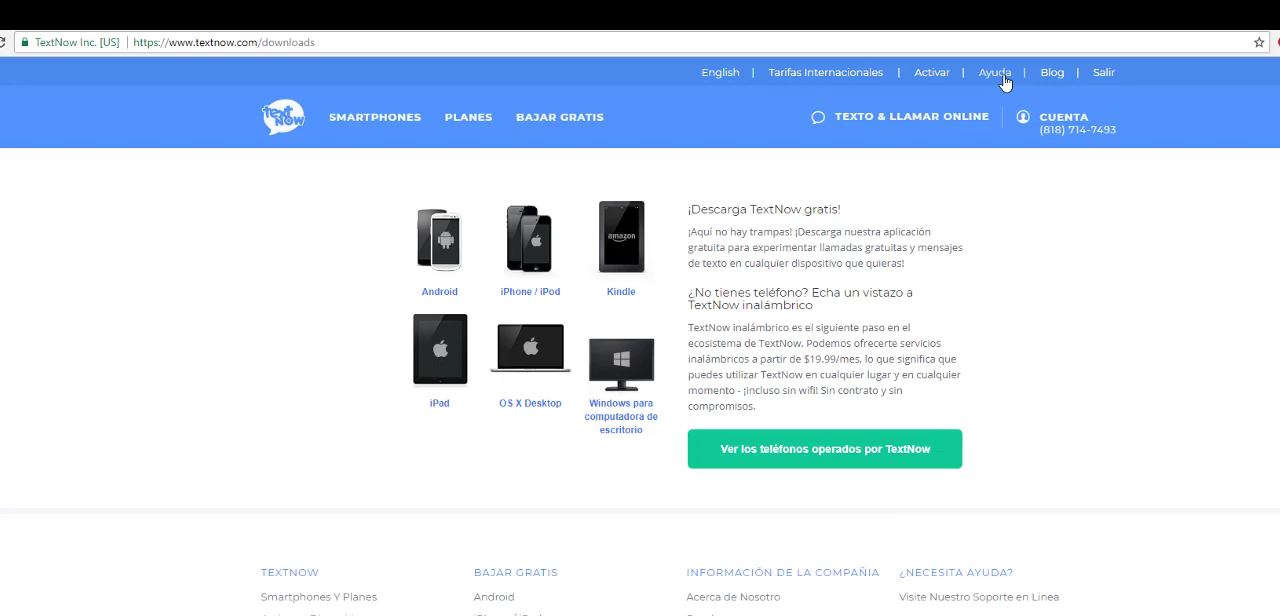 TextNow Inc. [US] | https://www.textnow.com/downloads
English | Tarifas Internacionales | Activar | Ayuda | Blog | Salir
text NOW
SMARTPHONES PLANES BAJAR GRATIS
TEXTO & LLAMAR ONLINE
CUENTA
(818) 714-7493
amazon
Android iPhone / iPod Kindle
iPad OS X Desktop Windows para
computadora de
escritorio
¡Descarga TextNow gratis!
¡Aquí no hay trampas! ¡Descarga nuestra aplicación
gratuita para experimentar llamadas gratuitas y mensajes
de texto en cualquier dispositivo que quieras!
¿No tienes teléfono? Echa un vistazo a
TextNow inalámbrico
TextNow inalámbrico es el siguiente paso en el
ecosistema de TextNow. Podemos ofrecerte servicios
inalámbricos a partir de $19.99/mes, lo que significa que
puedes utilizar TextNow en cualquier lugar y en cualquier
momento - ¡incluso sin wifi! Sin contrato y sin
compromisos.
Ver los teléfonos operados por TextNow
TEXTNOW BAJAR GRATIS INFORMACIÓN DE LA COMPAÑIA ¿NECESITA AYUDA?
Smartphones Y Planes Android Acerca de Nosotro Visite Nuestro Soporte en Linea